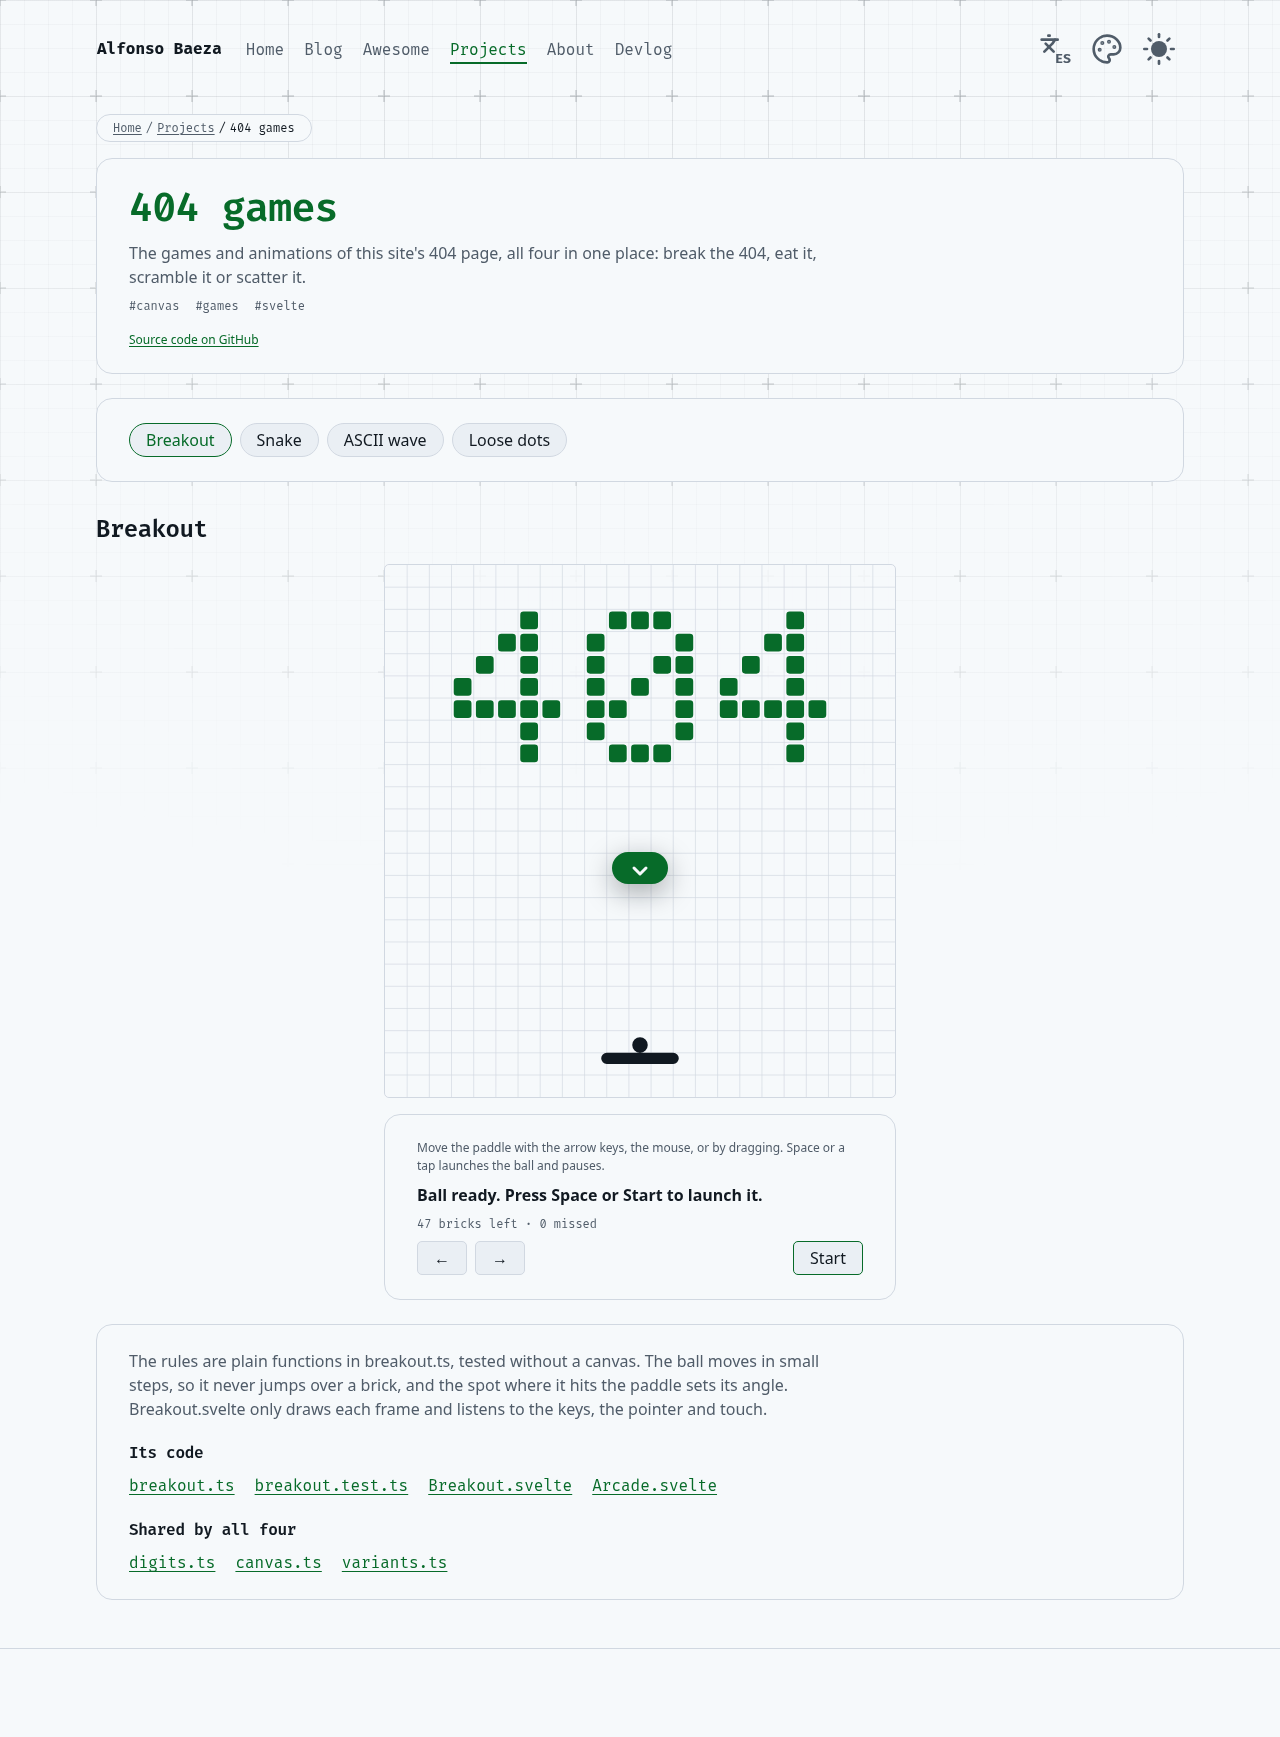 Alfonso Baeza Home Blog Awesome Projects About Devlog ES
Home / Projects / 404 games
404 games
The games and animations of this site's 404 page, all four in one place: break the 404, eat it,
scramble it or scatter it.
#canvas #games #svelte
Source code on GitHub
Breakout Snake ASCII wave Loose dots
Breakout
404
Move the paddle with the arrow keys, the mouse, or by dragging. Space or a
tap launches the ball and pauses.
Ball ready. Press Space or Start to launch it.
47 bricks left · 0 missed
← → Start
The rules are plain functions in breakout.ts, tested without a canvas. The ball moves in small
steps, so it never jumps over a brick, and the spot where it hits the paddle sets its angle.
Breakout.svelte only draws each frame and listens to the keys, the pointer and touch.
Its code
breakout.ts breakout.test.ts Breakout.svelte Arcade.svelte
Shared by all four
digits.ts canvas.ts variants.ts